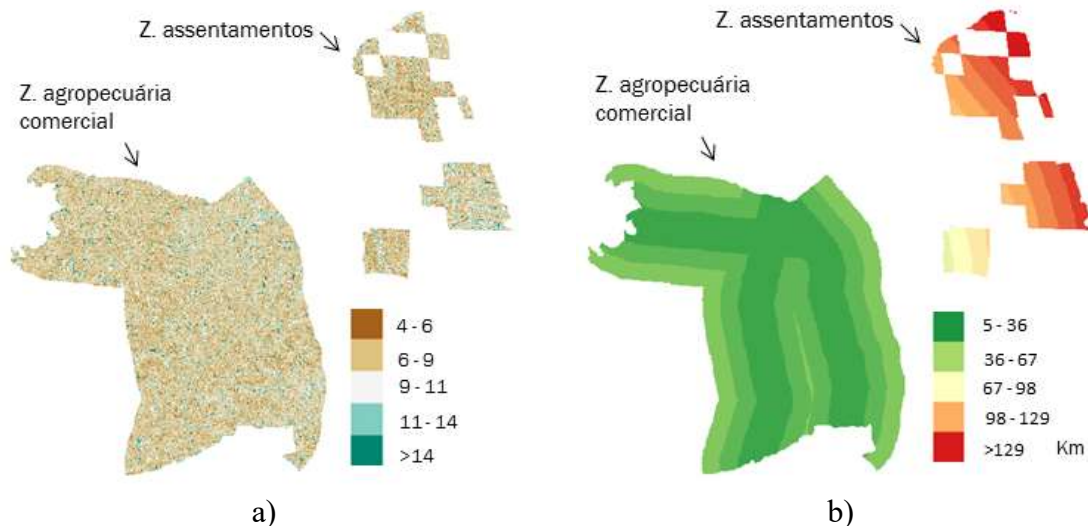 Z. assentamentos
Z. agropecuária
comercial
4 - 6
6 - 9
9 - 11
11 - 14
>14
a)
Z. assentamentos
Z. agropecuária
comercial
5 - 36
36 - 67
67 - 98
98 - 129
>129 Km
b)